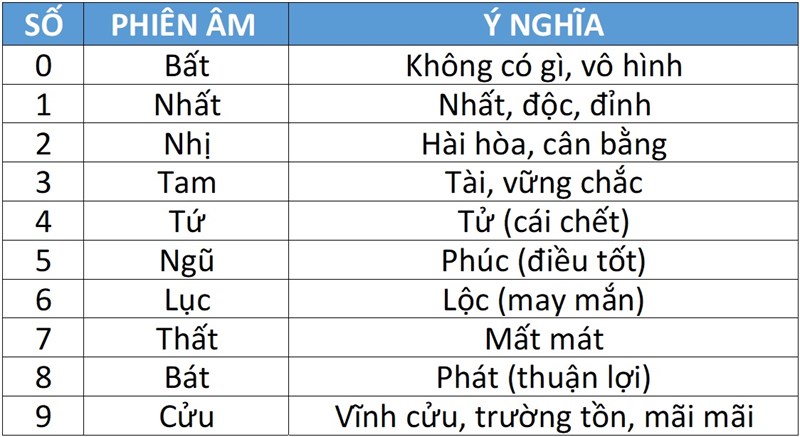 SỐ PHIÊN ÂM Ý NGHĨA
0 Bất Không có gì, vô hình
1 Nhất Nhất, độc, đỉnh
2 Nhị Hài hòa, cân bằng
3 Tam Tài, vững chắc
4 Tứ Tử (cái chết)
5 Ngũ Phúc (điều tốt)
6 Lục Lộc (may mắn)
7 Thất Mất mát
8 Bát Phát (thuận lợi)
9 Cửu Vĩnh cửu, trường tồn, mãi mãi